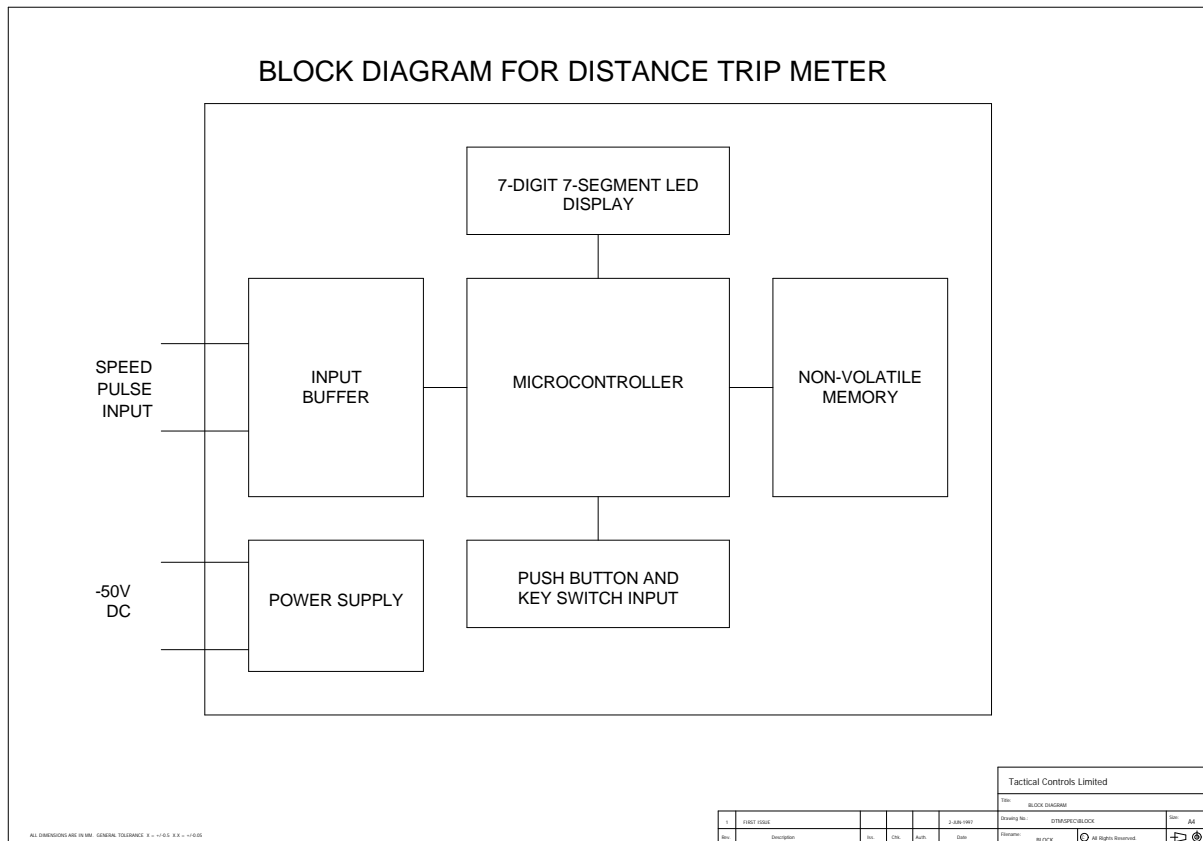 BLOCK DIAGRAM FOR DISTANCE TRIP METER
7-DIGIT 7-SEGMENT LED
DISPLAY
SPEED
PULSE
INPUT
INPUT
BUFFER
MICROCONTROLLER
NON-VOLATILE
MEMORY
-50V
DC
POWER SUPPLY
PUSH BUTTON AND
KEY SWITCH INPUT
Tactical Controls Limited
Title:
BLOCK DIAGRAM
1 FIRST ISSUE 2-JUN-1997
Drawing No.: DTM\SPEC\BLOCK
Size A4
Rev. Description Iss. Chk. Auth. Date
Filename: BLOCK
C All Rights Reserved.
ALL DIMENSIONS ARE IN MM GENERAL TOLERANCE X = +/-0.5 X.X = +/-0.05